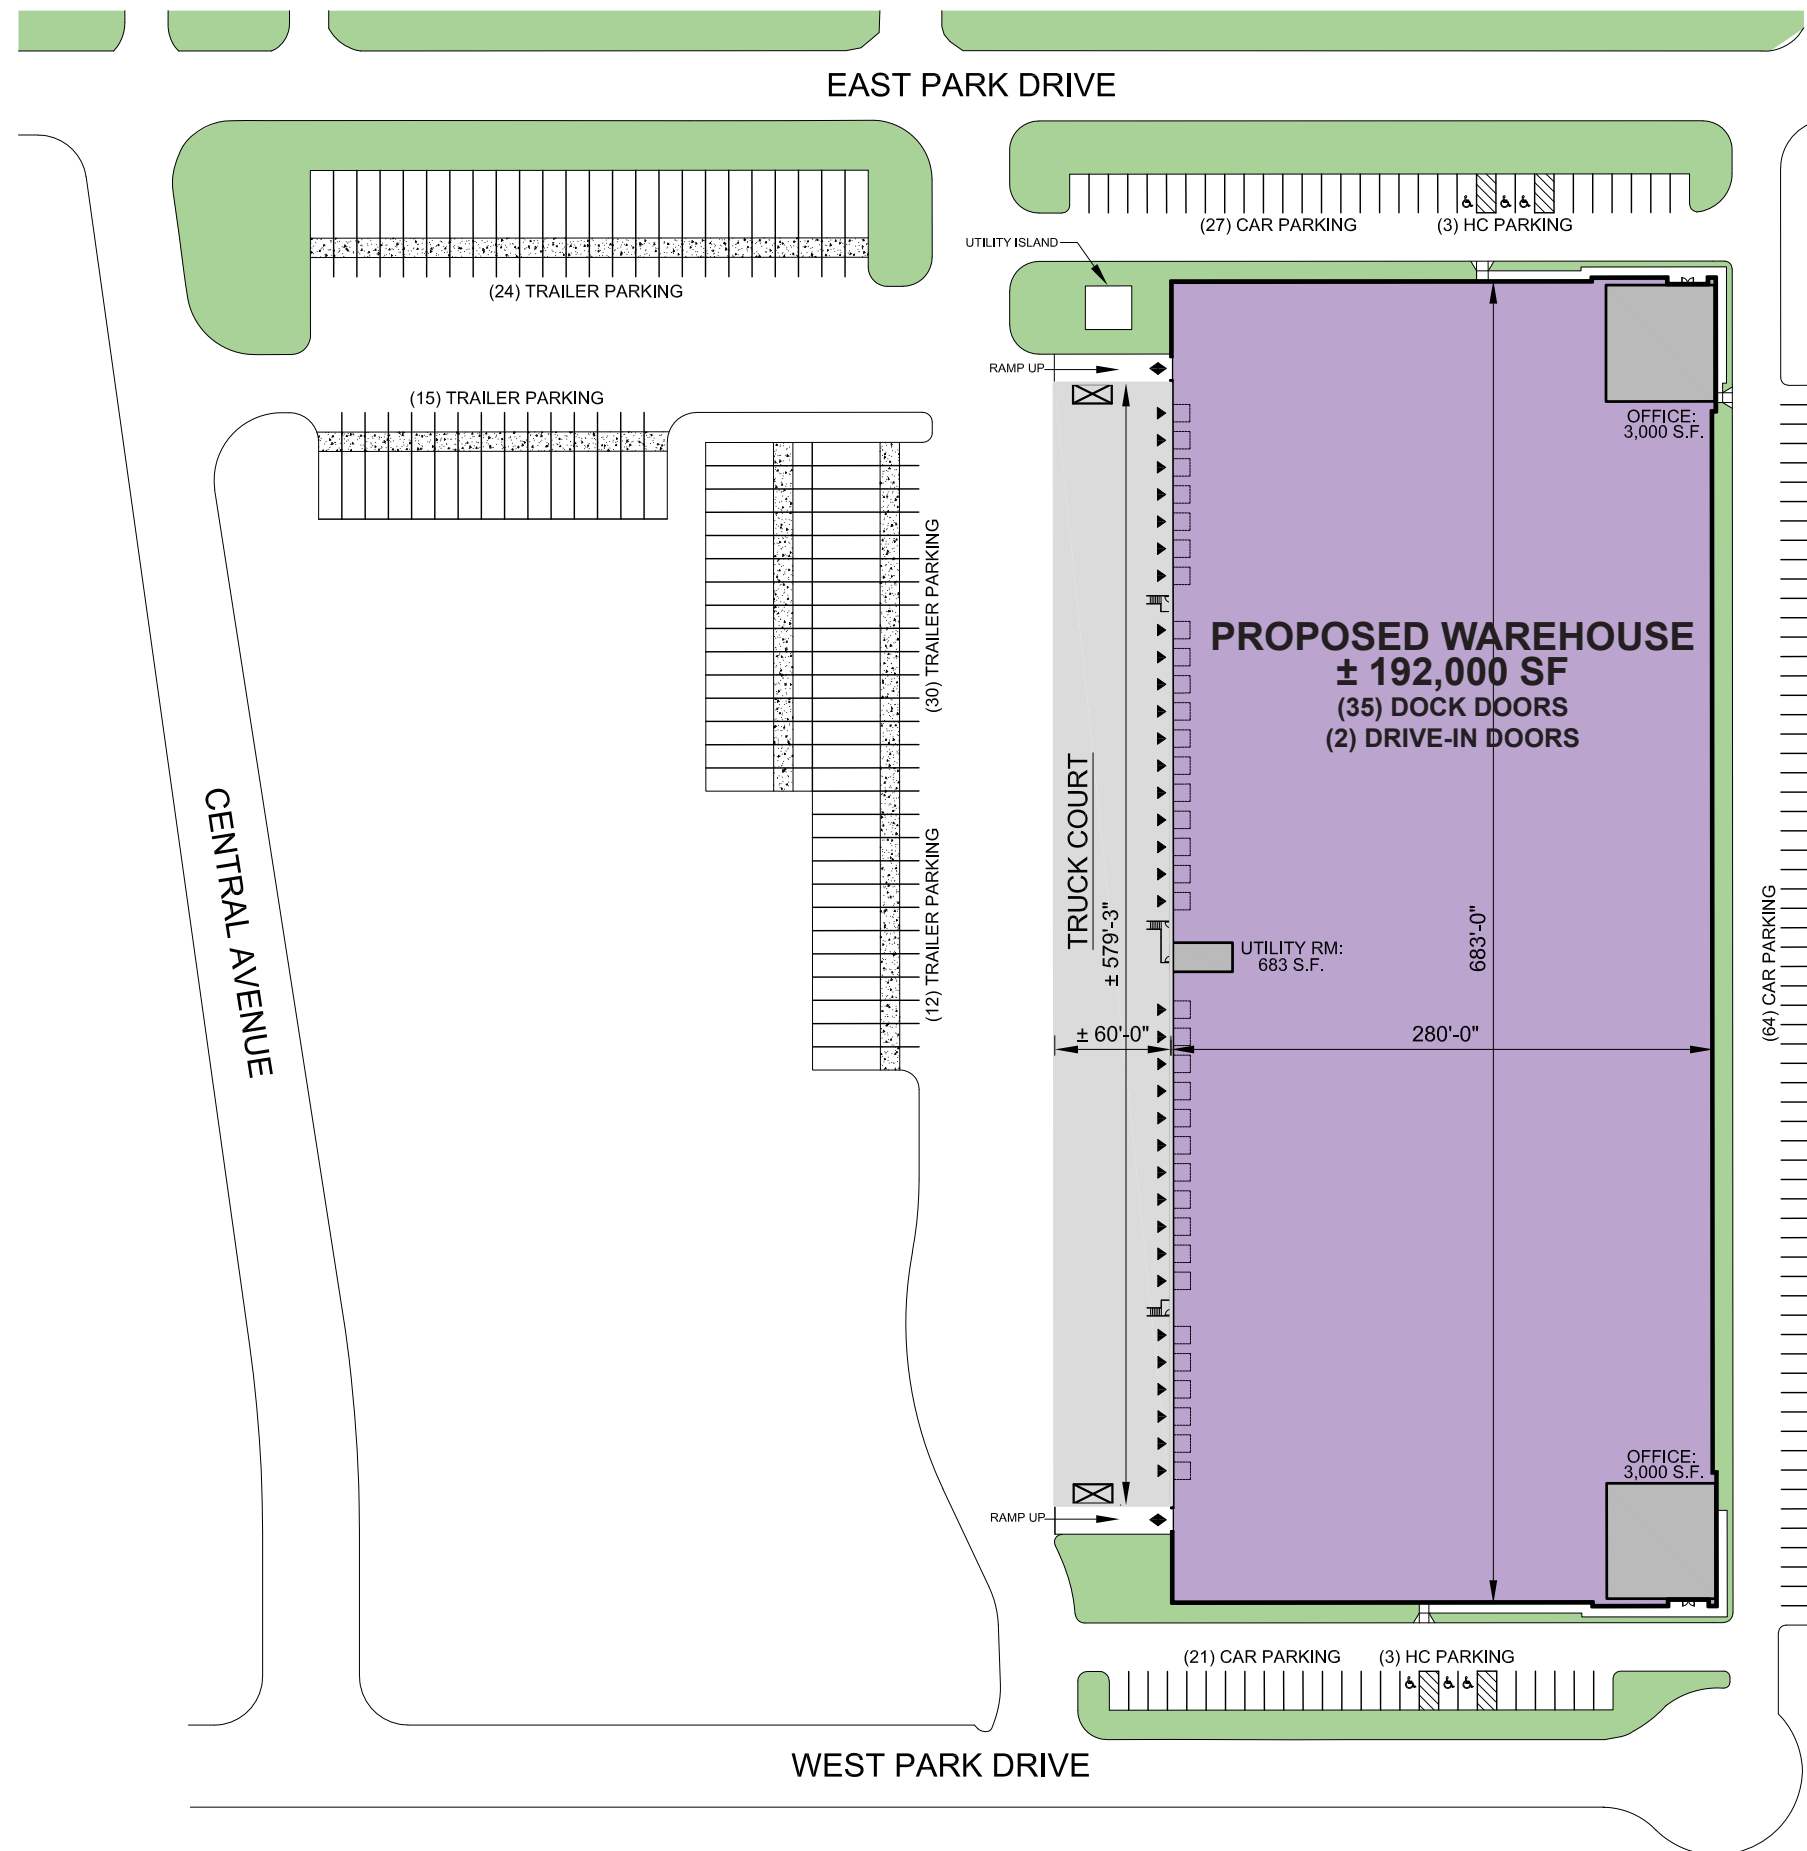 EAST PARK DRIVE
(27) CAR PARKING
(3) HC PARKING
UTILITY ISLAND
(24) TRAILER PARKING
RAMP UP
(15) TRAILER PARKING
OFFICE:
3,000 S.F.
(30) TRAILER PARKING
PROPOSED WAREHOUSE
± 192,000 SF
(35) DOCK DOORS
(2) DRIVE-IN DOORS
CENTRAL AVENUE
(12) TRAILER PARKING
TRUCK COURT
± 579'-3"
UTILITY RM:
683 S.F.
683'-0"
(64) CAR PARKING
± 60'-0"
280'-0"
OFFICE:
3,000 S.F.
RAMP UP
(21) CAR PARKING
(3) HC PARKING
WEST PARK DRIVE